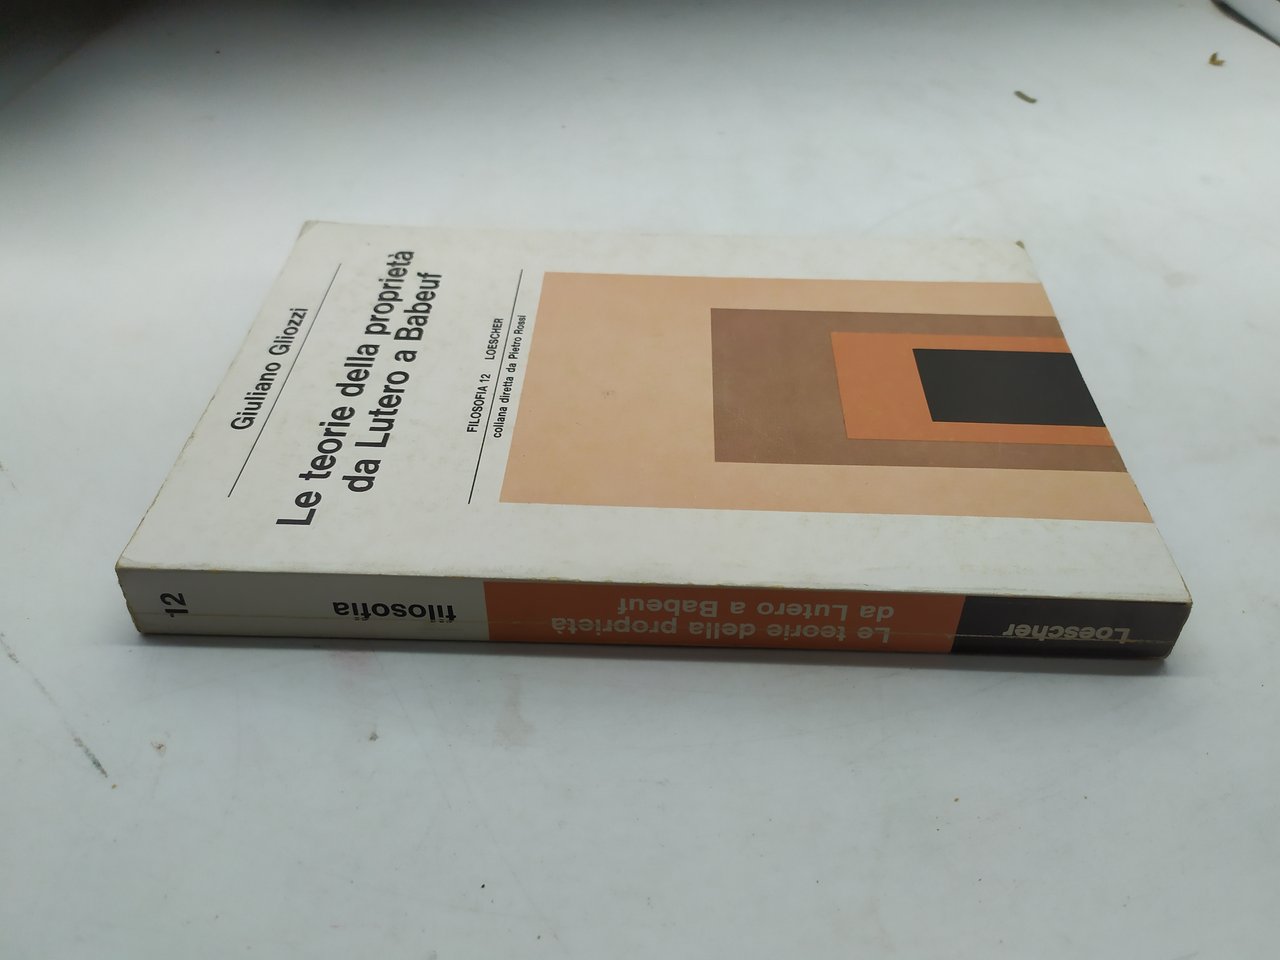 Giuliano Gliozzi
Le teorie della proprietà
da Lutero a Babeuf
FILOSOFIA 12 LOESCHER
collana diretta da Pietro Rossi
12
filosofia
Le teorie della proprietà
da Lutero a Babeuf
Loescher